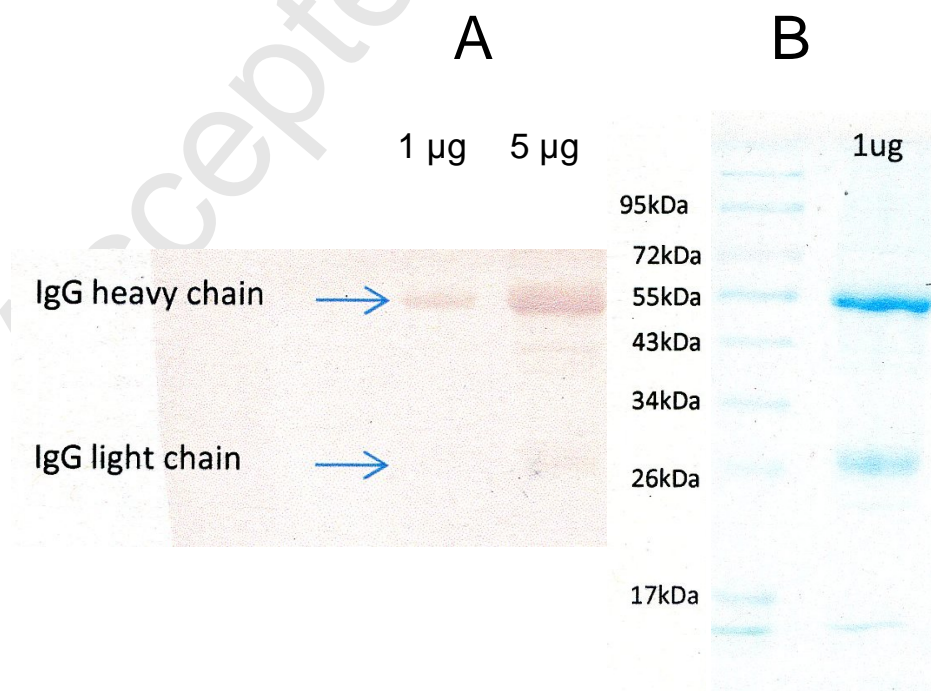 A
B
1 µg
5 µg
1ug
95kDa
72kDa
IgG heavy chain
55kDa
43kDa
34kDa
IgG light chain
26kDa
17kDa